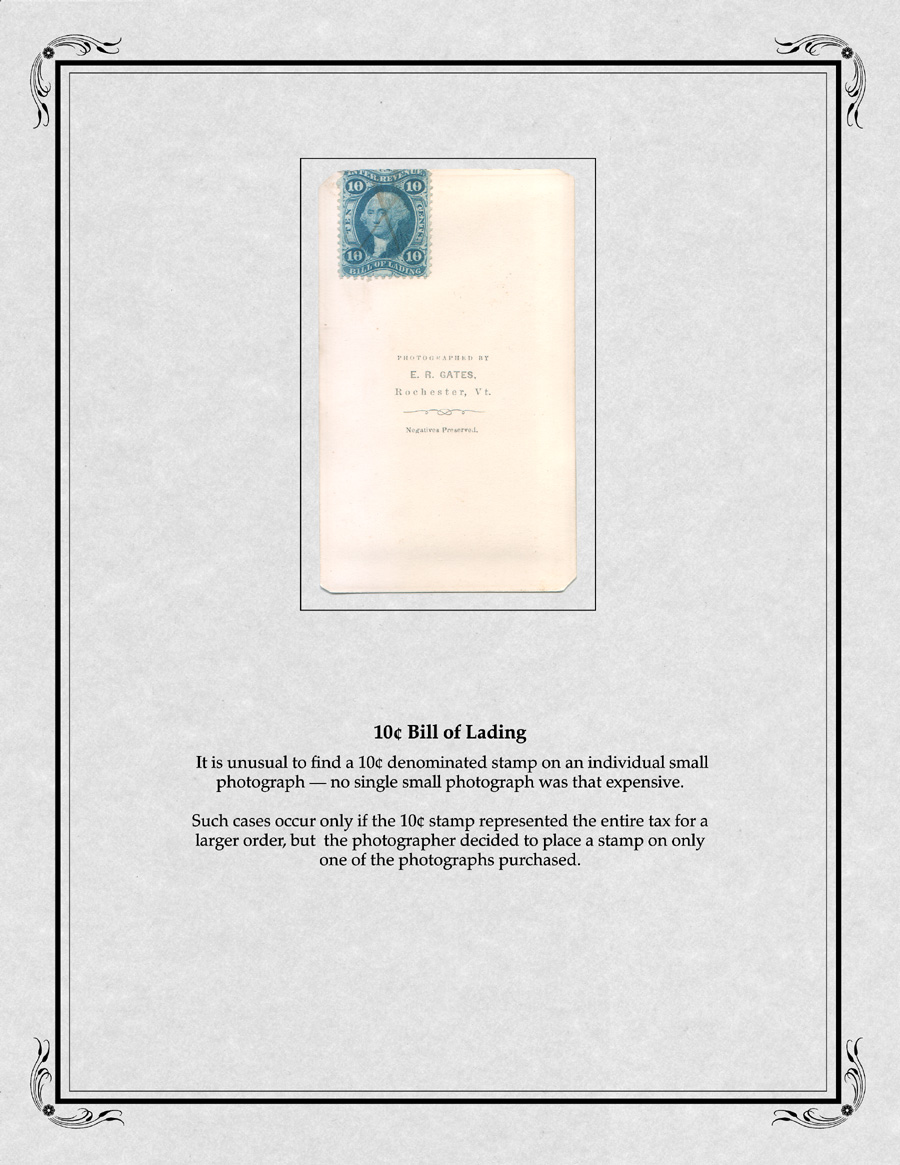 INTER. REVENUE
10 10
TEN CENTS
10 10
BILL OF LADING
PHOTOGRAPHED BY
E. R. GATES,
Rochester, Vt.
Negatives Preserved.
10¢ Bill of Lading
It is unusual to find a 10¢ denominated stamp on an individual small
photograph — no single small photograph was that expensive.
Such cases occur only if the 10¢ stamp represented the entire tax for a
larger order, but the photographer decided to place a stamp on only
one of the photographs purchased.